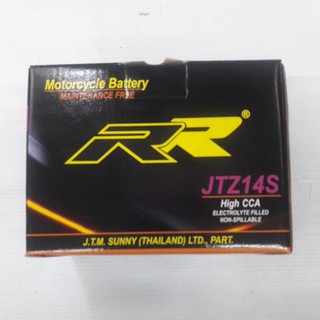 Motorcycle Battery
MAINTENANCE FREE
RR®
JTZ14S
High CCA
ELECTROLYTE FILLED
NON-SPILLABLE
J.T.M. SUNNY (THAILAND) LTD., PART.